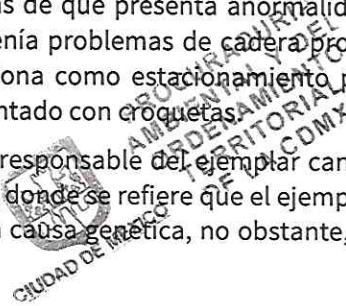 as de que presenta anormalid
enía problemas de cadera pro
ona como estacionamiento p
ntado con croquetas.
responsable del ejemplar can
donde se refiere que el ejemp
causa genética, no obstante,
PROCURADURÍA
AMBIENTAL Y DEL
ORDENAMIENTO
TERRITORIAL
DE LA CDMX
CIUDAD DE MÉXICO